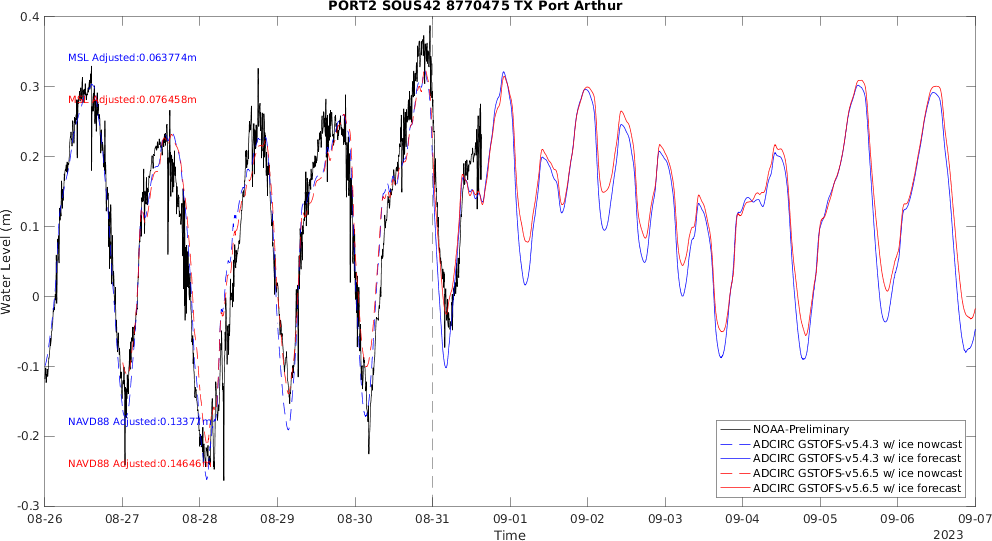 PORT2 SOUS42 8770475 TX Port Arthur
0.4
0.3
0.2
0.1
0
-0.1
-0.2
-0.3
Water Level (m)
MSL Adjusted:0.063774m
MSL Adjusted:0.076458m
NAVD88 Adjusted:0.13377m
NAVD88 Adjusted:0.14646m
NOAA-Preliminary
ADCIRC GSTOFS-v5.4.3 w/ ice nowcast
ADCIRC GSTOFS-v5.4.3 w/ ice forecast
ADCIRC GSTOFS-v5.6.5 w/ ice nowcast
ADCIRC GSTOFS-v5.6.5 w/ ice forecast
08-26 08-27 08-28 08-29 08-30 08-31 09-01 09-02 09-03 09-04 09-05 09-06 09-07
Time
2023